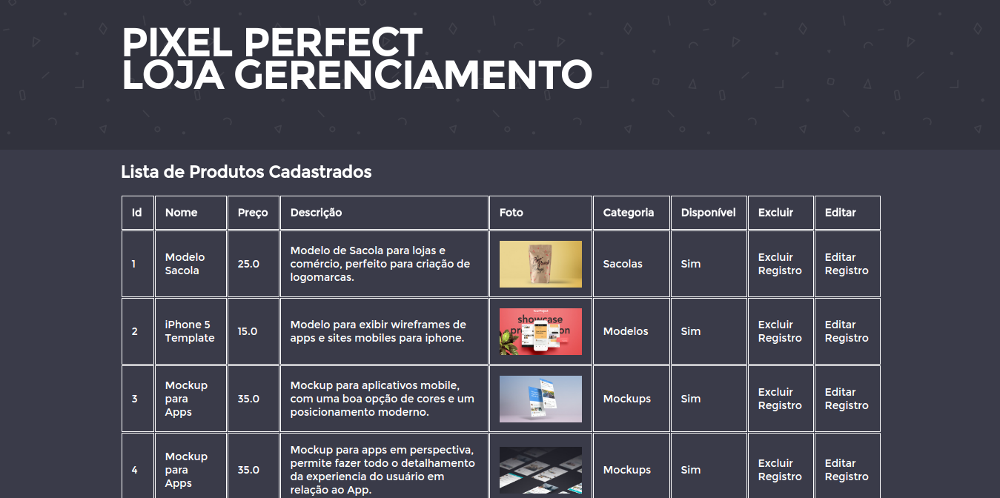 PIXEL PERFECT
LOJA GERENCIAMENTO
Lista de Produtos Cadastrados
Id Nome Preço Descrição Foto Categoria Disponível Excluir Editar
1
Modelo
Sacola
25.0
Modelo de Sacola para lojas e
comércio, perfeito para criação de
logomarcas.
Sacolas
Sim
Excluir
Registro
Editar
Registro
2
iPhone 5
Template
15.0
Modelo para exibir wireframes de
apps e sites mobiles para iphone.
showcase
Modelos
Sim
Excluir
Registro
Editar
Registro
3
Mockup
para
Apps
35.0
Mockup para aplicativos mobile,
com uma boa opção de cores e um
posicionamento moderno.
Mockups
Sim
Excluir
Registro
Editar
Registro
4
Mockup
para
Apps
35.0
Mockup para apps em perspectiva,
permite fazer todo o detalhamento
da experiencia do usuário em
relação ao App.
Mockups
Sim
Excluir
Registro
Editar
Registro